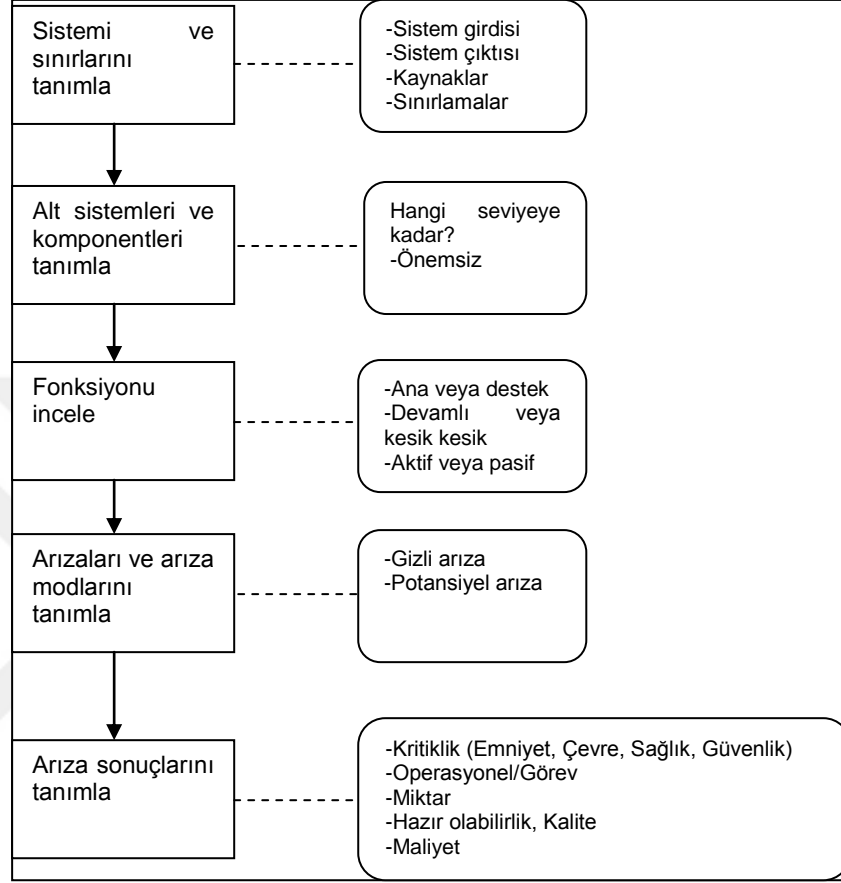 Sistemi ve
sınırlarını
tanımla
-Sistem girdisi
-Sistem çıktısı
-Kaynaklar
-Sınırlamalar
Alt sistemleri ve
komponentleri
tanımla
Hangi seviyeye
kadar?
-Önemsiz
Fonksiyonu
incele
-Ana veya destek
-Devamlı veya
kesik kesik
-Aktif veya pasif
Arızaları ve arıza
modlarını
tanımla
-Gizli arıza
-Potansiyel arıza
Arıza sonuçlarını
tanımla
-Kritiklik (Emniyet, Çevre, Sağlık, Güvenlik)
-Operasyonel/Görev
-Miktar
-Hazır olabilirlik, Kalite
-Maliyet